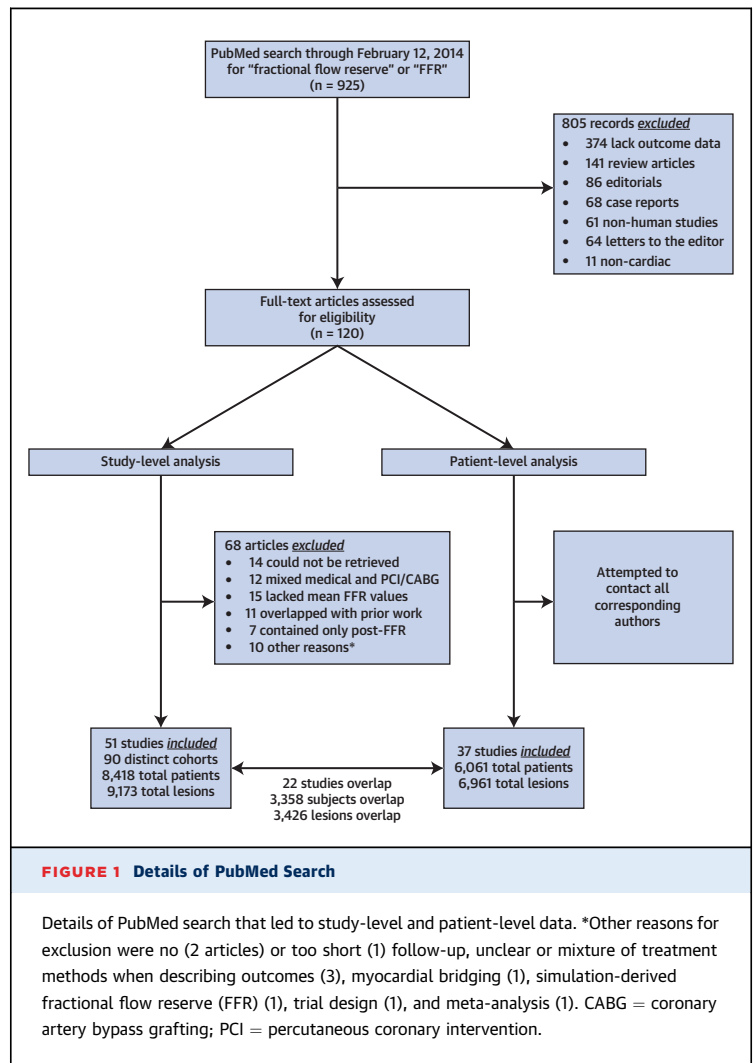 PubMed search through February 12, 2014
for “fractional flow reserve” or “FFR”
(n = 925)
805 records excluded
• 374 lack outcome data
• 141 review articles
• 86 editorials
• 68 case reports
• 61 non-human studies
• 64 letters to the editor
• 11 non-cardiac
Full-text articles assessed
for eligibility
(n = 120)
Study-level analysis
Patient-level analysis
68 articles excluded
• 14 could not be retrieved
• 12 mixed medical and PCI/CABG
• 15 lacked mean FFR values
• 11 overlapped with prior work
• 7 contained only post-FFR
• 10 other reasons*
Attempted to
contact all
corresponding
authors
51 studies included
90 distinct cohorts
8,418 total patients
9,173 total lesions
22 studies overlap
3,358 subjects overlap
3,426 lesions overlap
37 studies included
6,061 total patients
6,961 total lesions
FIGURE 1 Details of PubMed Search
Details of PubMed search that led to study-level and patient-level data. *Other reasons for
exclusion were no (2 articles) or too short (1) follow-up, unclear or mixture of treatment
methods when describing outcomes (3), myocardial bridging (1), simulation-derived
fractional flow reserve (FFR) (1), trial design (1), and meta-analysis (1). CABG = coronary
artery bypass grafting; PCI = percutaneous coronary intervention.